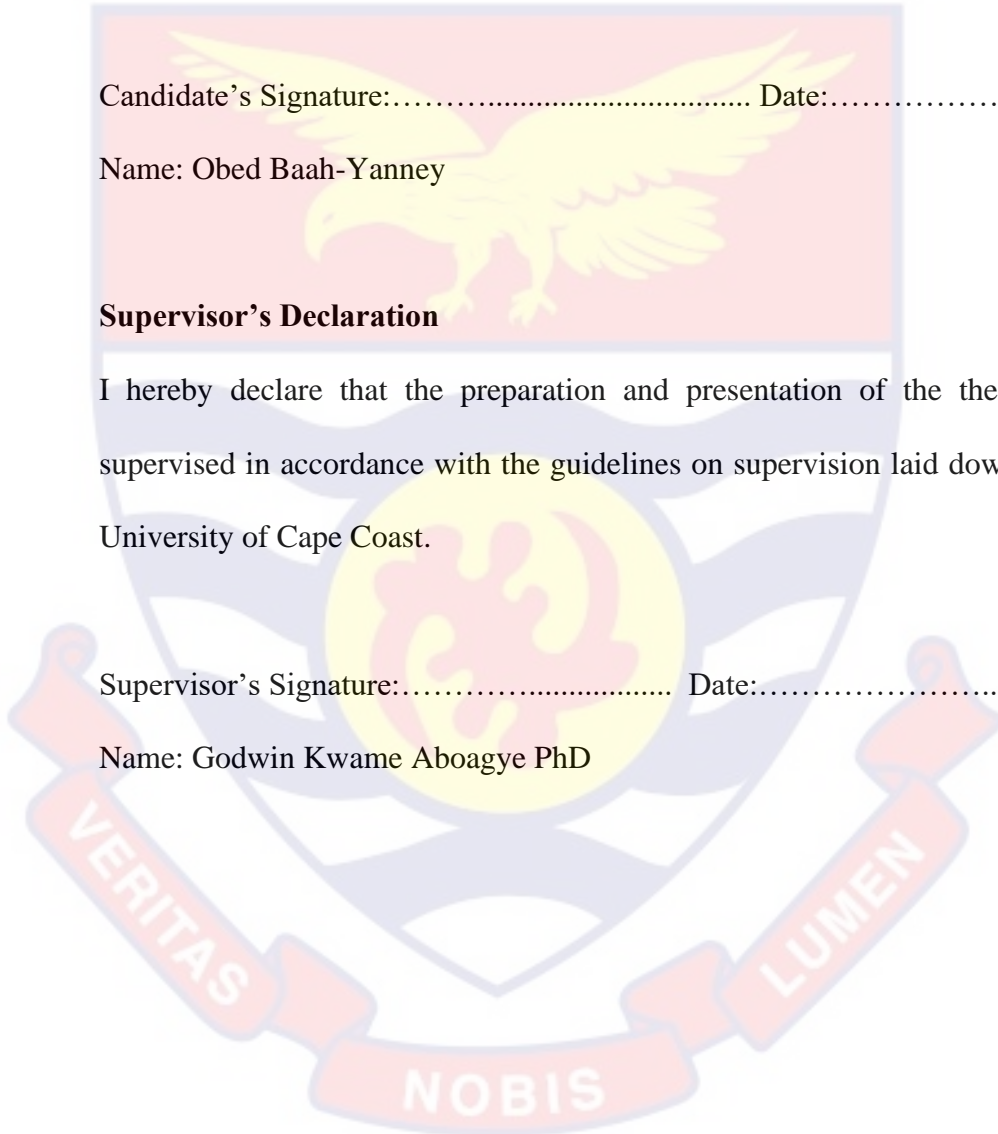 Candidate’s Signature:……….................................. Date:………………
Name: Obed Baah-Yanney
Supervisor’s Declaration
I hereby declare that the preparation and presentation of the the
supervised in accordance with the guidelines on supervision laid dow
University of Cape Coast.
Supervisor’s Signature:………….................. Date:…………………..
Name: Godwin Kwame Aboagye PhD
VERITAS
NOBIS
LUMEN